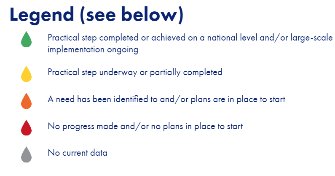 Legend (see below)
Practical step completed or achieved on a national level and/or large-scale
implementation ongoing
Practical step underway or partially completed
A need has been identified to and/or plans are in place to start
No progress made and/or no plans in place to start
No current data